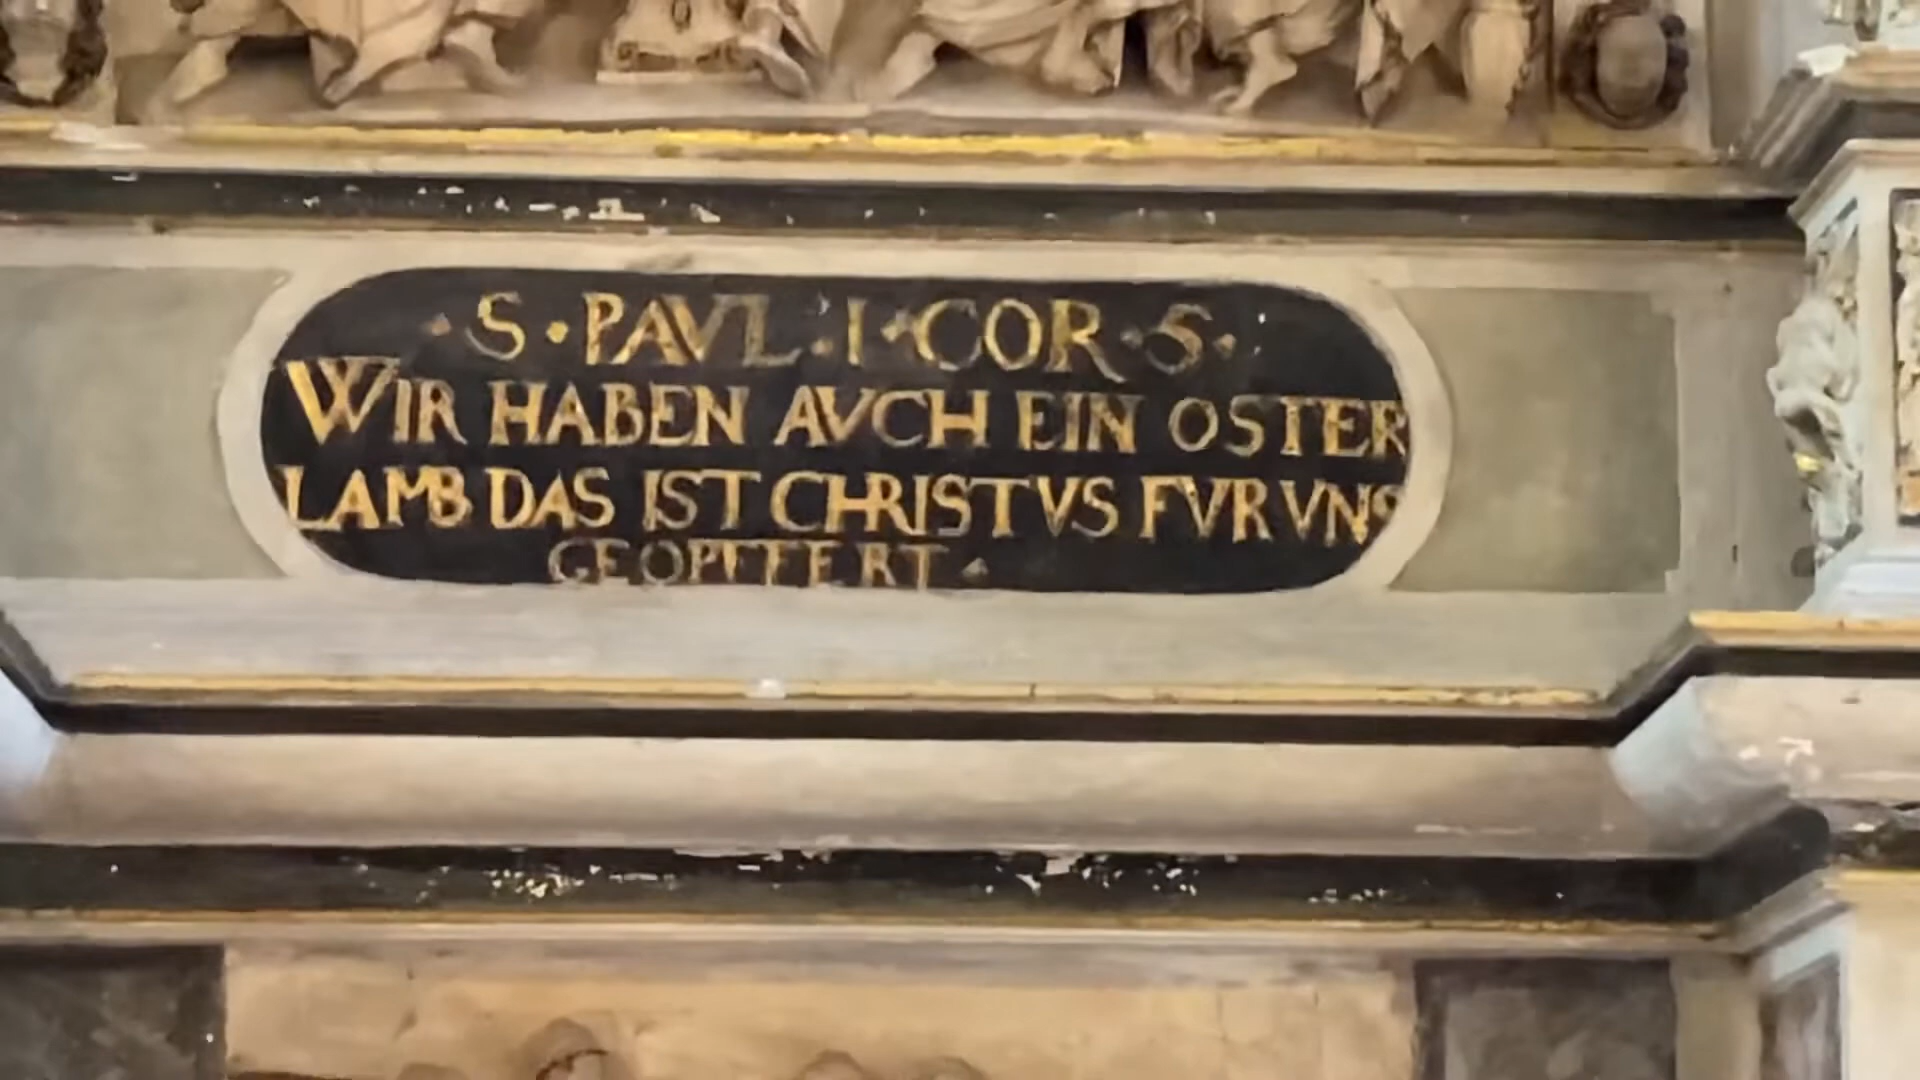 · S · PAVL · I · COR · 5 ·
WIR HABEN AVCH EIN OSTER
LAMB DAS IST CHRISTVS FVR VNS
GEOPFFERT ·